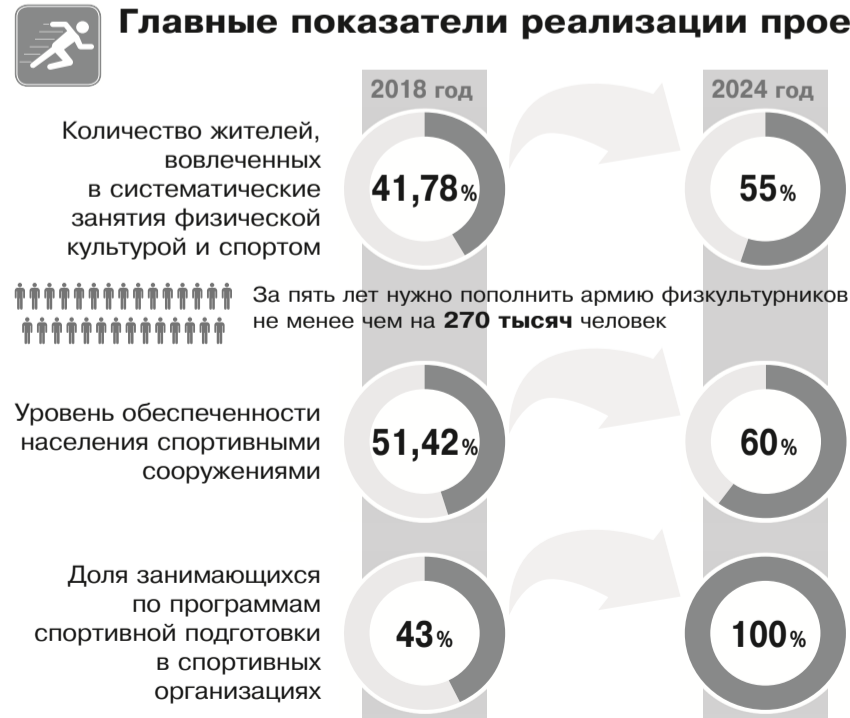 Главные показатели реализации прое
2018 год
2024 год
Количество жителей,
вовлеченных
в систематические
занятия физической
культурой и спортом
41,78%
55%
За пять лет нужно пополнить армию физкультурников
не менее чем на 270 тысяч человек
Уровень обеспеченности
населения спортивными
сооружениями
51,42%
60%
Доля занимающихся
по программам
спортивной подготовки
в спортивных
организациях
43%
100%